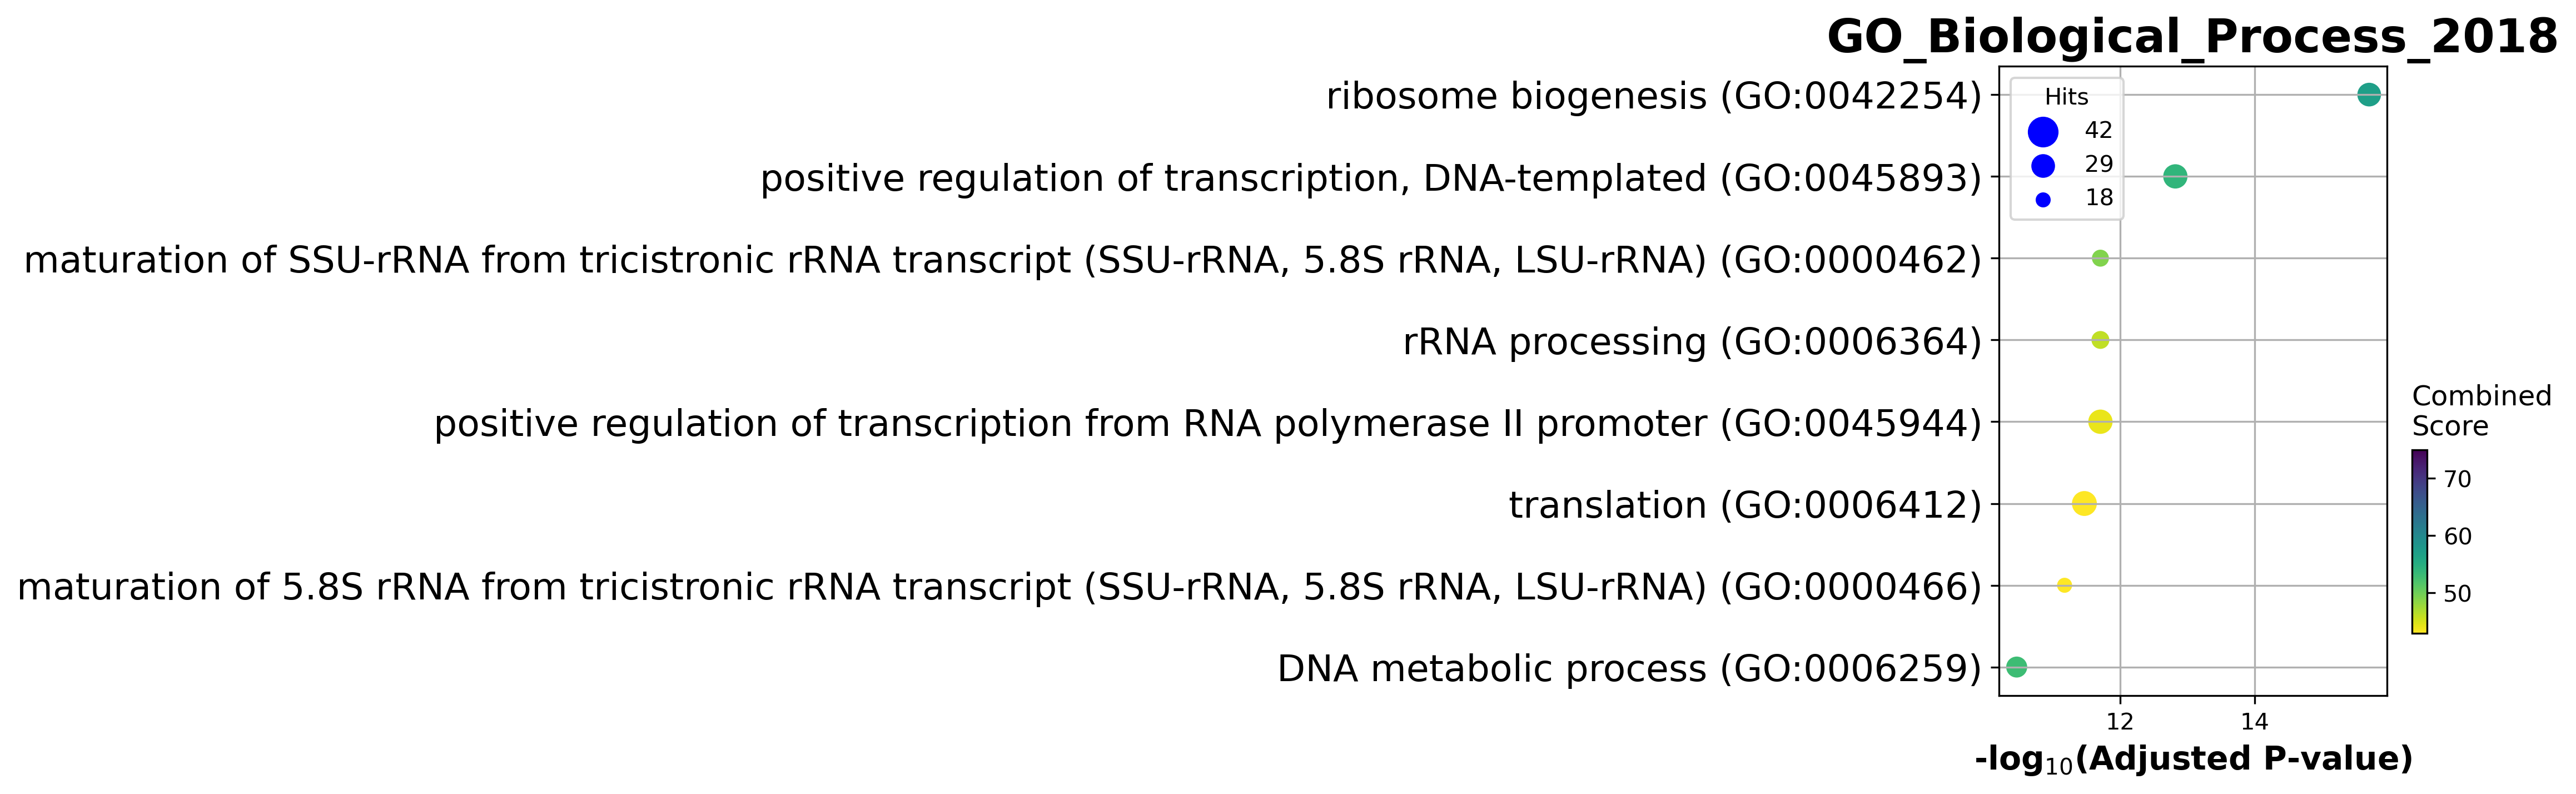 GO_Biological_Process_2018
ribosome biogenesis (GO:0042254)
positive regulation of transcription, DNA-templated (GO:0045893)
maturation of SSU-rRNA from tricistronic rRNA transcript (SSU-rRNA, 5.8S rRNA, LSU-rRNA) (GO:0000462)
rRNA processing (GO:0006364)
positive regulation of transcription from RNA polymerase II promoter (GO:0045944)
translation (GO:0006412)
maturation of 5.8S rRNA from tricistronic rRNA transcript (SSU-rRNA, 5.8S rRNA, LSU-rRNA) (GO:0000466)
DNA metabolic process (GO:0006259)
Hits
42
29
18
12
14
-log10(Adjusted P-value)
Combined
Score
70
60
50